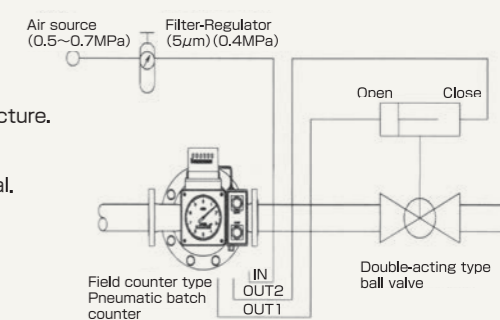 Air source
(0.5～0.7MPa)
Filter-Regulator
(5μm)(0.4MPa)
cture.
al.
Open
Close
IN
OUT2
OUT1
Field counter type
Pneumatic batch
counter
Double-acting type
ball valve